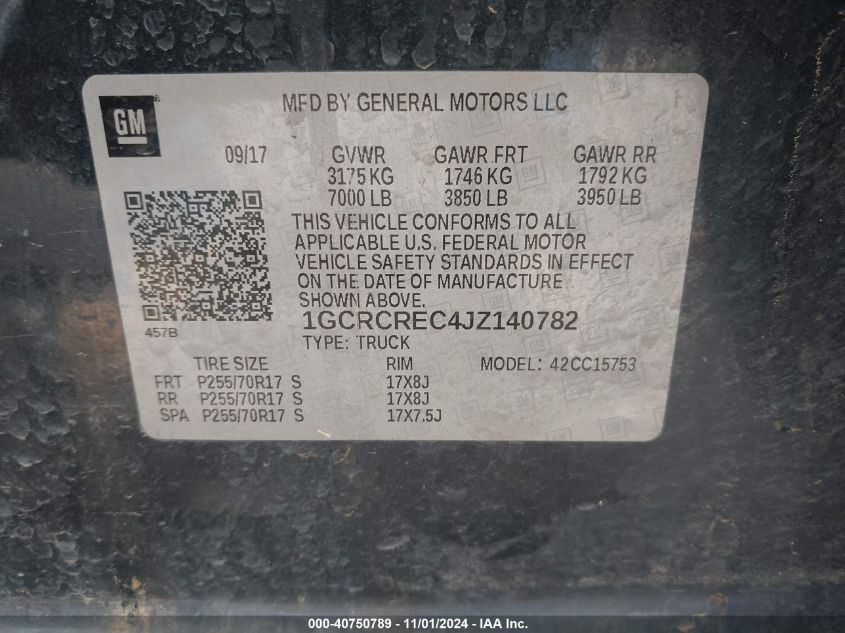 GM
MFD BY GENERAL MOTORS LLC
09/17 GVWR GAWR FRT GAWR RR
3175 KG 1746 KG 1792 KG
7000 LB 3850 LB 3950 LB
THIS VEHICLE CONFORMS TO ALL
APPLICABLE U.S. FEDERAL MOTOR
VEHICLE SAFETY STANDARDS IN EFFECT
ON THE DATE OF MANUFACTURE
SHOWN ABOVE.
457B
1GCRCREC4JZ140782
TYPE: TRUCK
TIRE SIZE RIM MODEL: 42CC15753
FRT P255/70R17 S 17X8J
RR P255/70R17 S 17X8J
SPA P255/70R17 S 17X7.5J
000-40750789 - 11/01/2024 - IAA Inc.